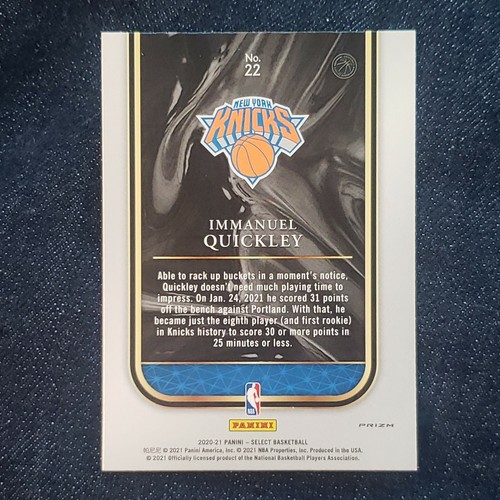 No.
22
NEW YORK
KNICKS
IMMANUEL
QUICKLEY
Able to rack up buckets in a moment's notice,
Quickley doesn't need much playing time to
impress. On Jan. 24, 2021 he scored 31 points
off the bench against Portland. With that, he
became just the eighth player (and first rookie)
in Knicks history to score 30 or more points in
25 minutes or less.
NBA
PANINI
PRIZM
2020-21 PANINI – SELECT BASKETBALL
© 2021 Panini America, Inc. © 2021 NBA Properties, Inc. Produced in the USA.
© 2021 Officially licensed product of the National Basketball Players Association.